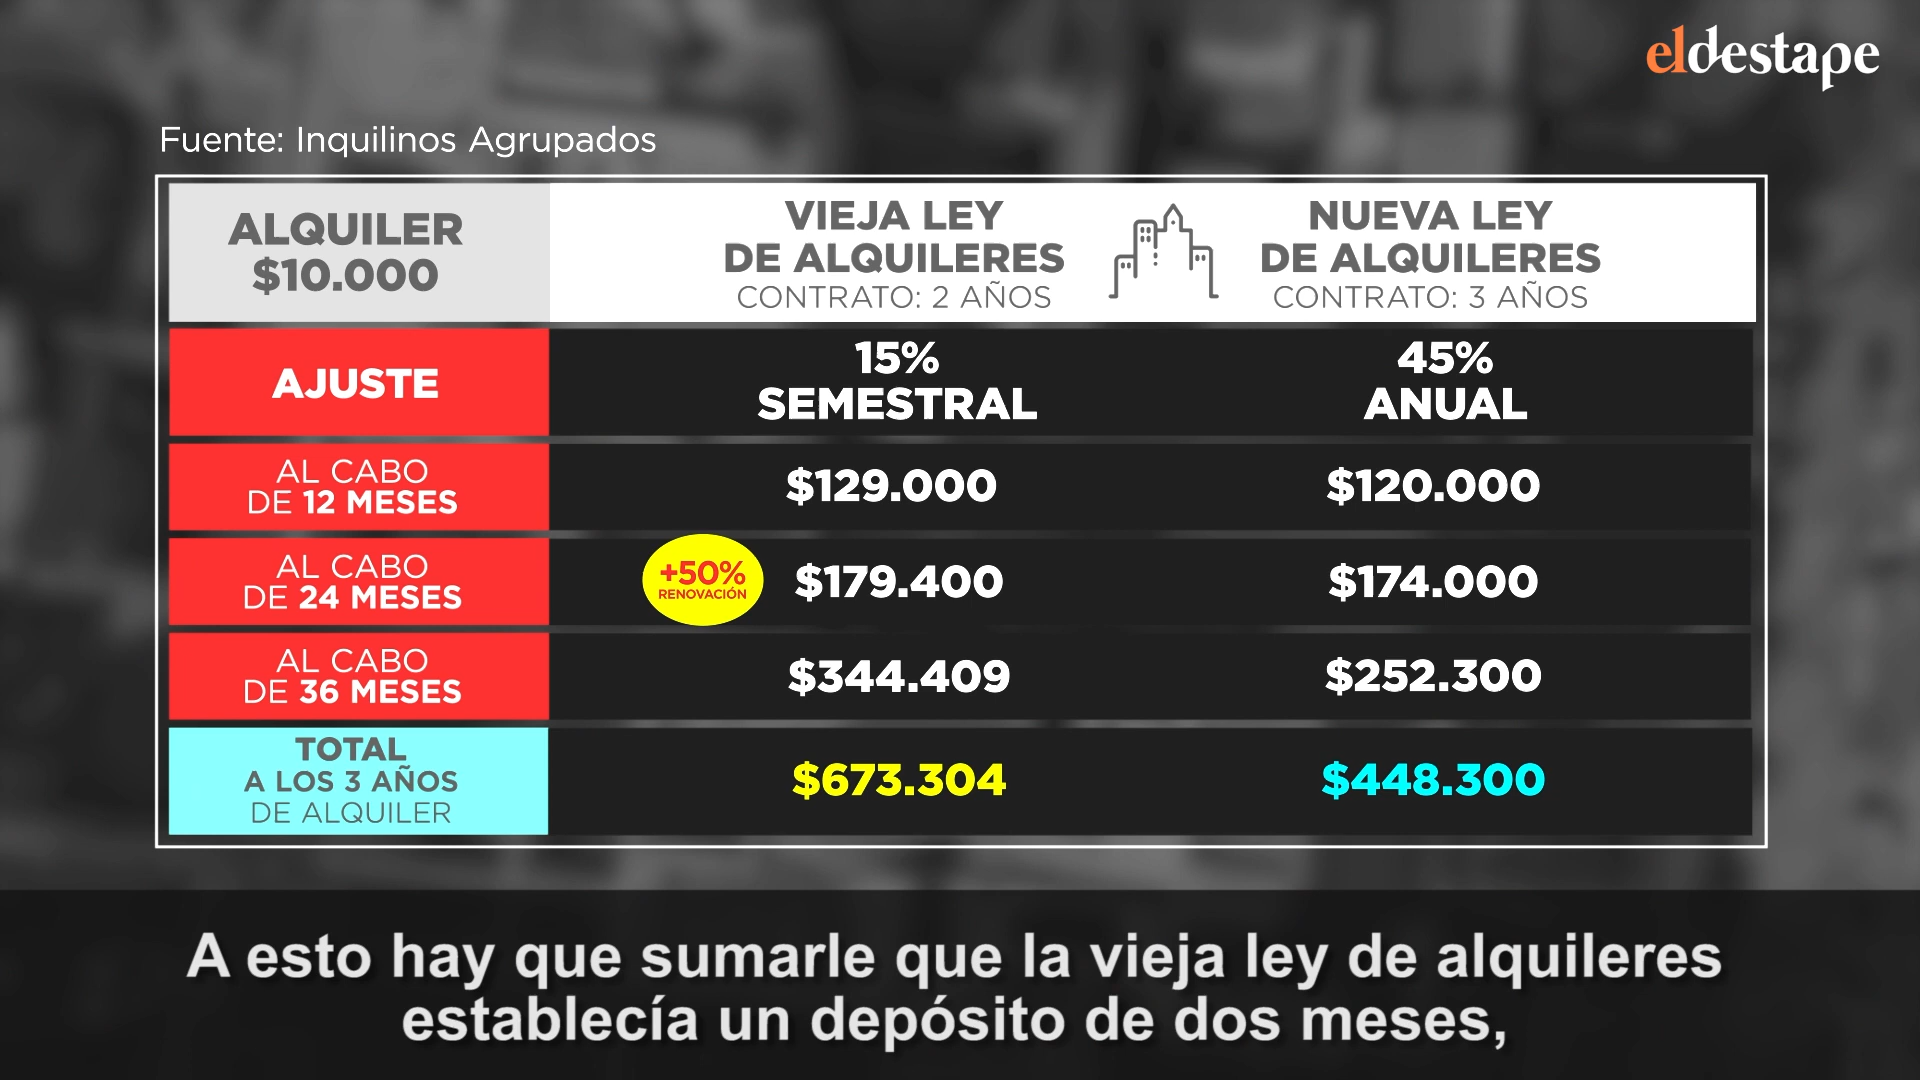 eldestape
Fuente: Inquilinos Agrupados
ALQUILER
$10.000
VIEJA LEY
DE ALQUILERES
CONTRATO: 2 AÑOS
NUEVA LEY
DE ALQUILERES
CONTRATO: 3 AÑOS
AJUSTE
15%
SEMESTRAL
45%
ANUAL
AL CABO
DE 12 MESES
$129.000
$120.000
AL CABO
DE 24 MESES
+50%
RENOVACIÓN
$179.400
$174.000
AL CABO
DE 36 MESES
$344.409
$252.300
TOTAL
A LOS 3 AÑOS
DE ALQUILER
$673.304
$448.300
A esto hay que sumarle que la vieja ley de alquileres
establecía un depósito de dos meses,